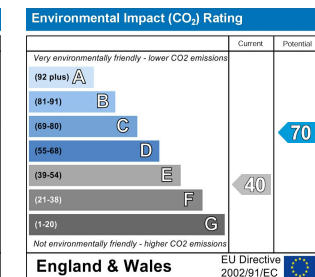 Environmental Impact (CO₂) Rating
Current Potential
Very environmentally friendly - lower CO2 emissions
(92 plus) A
(81-91) B
(69-80) C
70
(55-68) D
(39-54) E
40
(21-38) F
(1-20) G
Not environmentally friendly - higher CO2 emissions
England & Wales
EU Directive
2002/91/EC